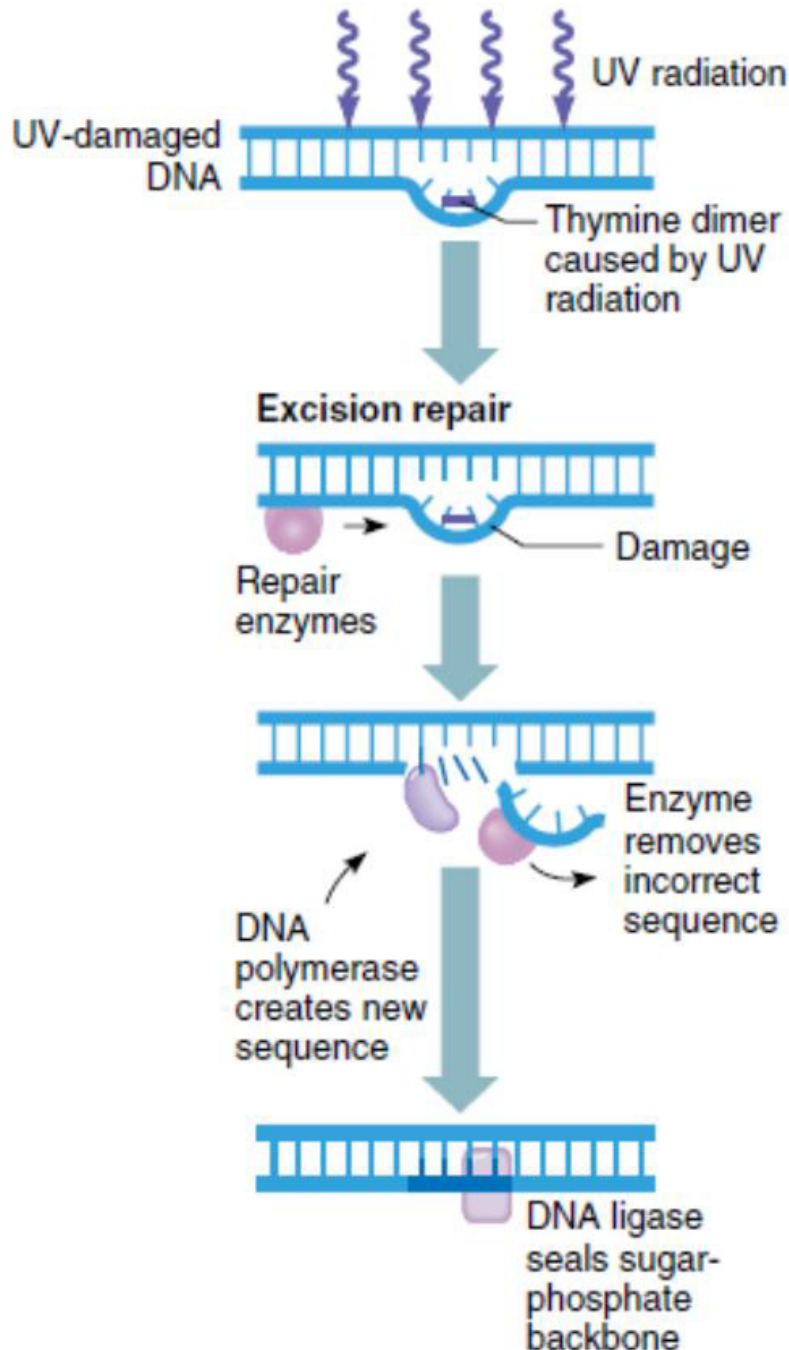 UV radiation
UV-damaged
DNA
Thymine dimer
caused by UV
radiation
Excision repair
Damage
Repair
enzymes
Enzyme
removes
incorrect
sequence
DNA
polymerase
creates new
sequence
DNA ligase
seals sugar-
phosphate
backbone